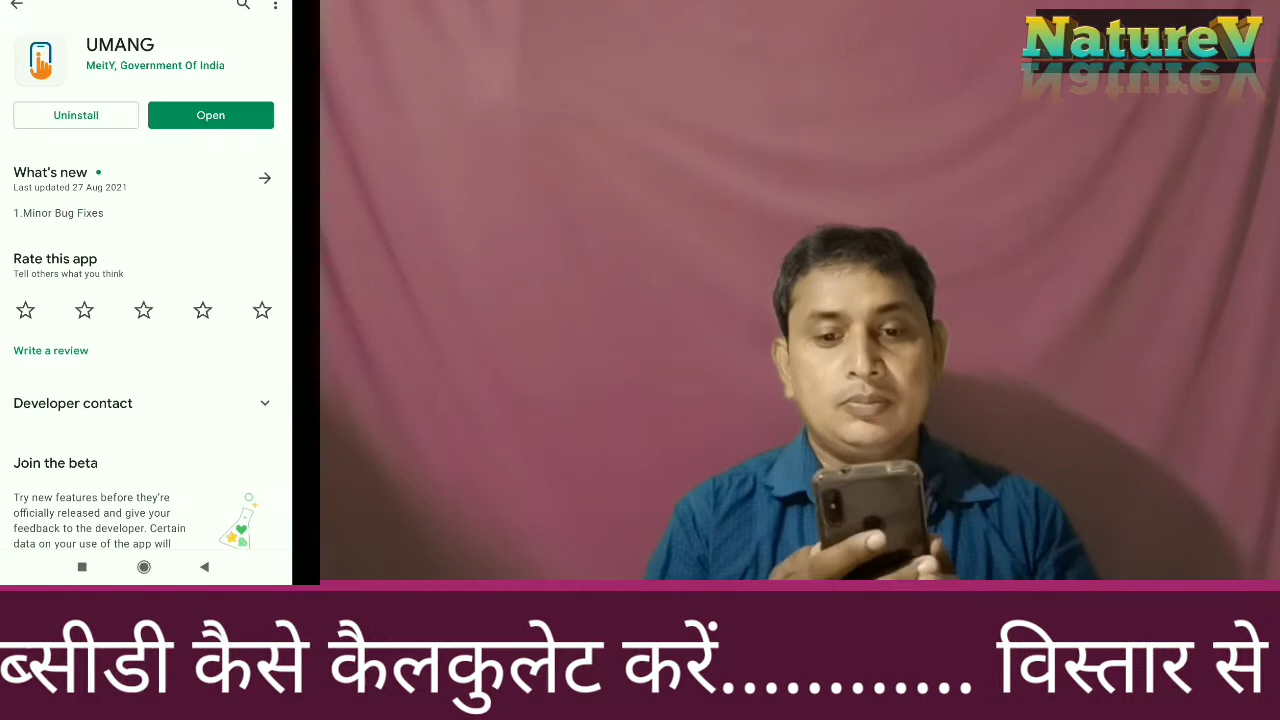 UMANG
MeitY, Government Of India
Uninstall
Open
What's new
Last updated 27 Aug 2021
1.Minor Bug Fixes
Rate this app
Tell others what you think
Write a review
Developer contact
Join the beta
Try new features before they're
officially released and give your
feedback to the developer. Certain
data on your use of the app will
NatureV
ब्सीडी कैसे कैलकुलेट करें............ विस्तार से